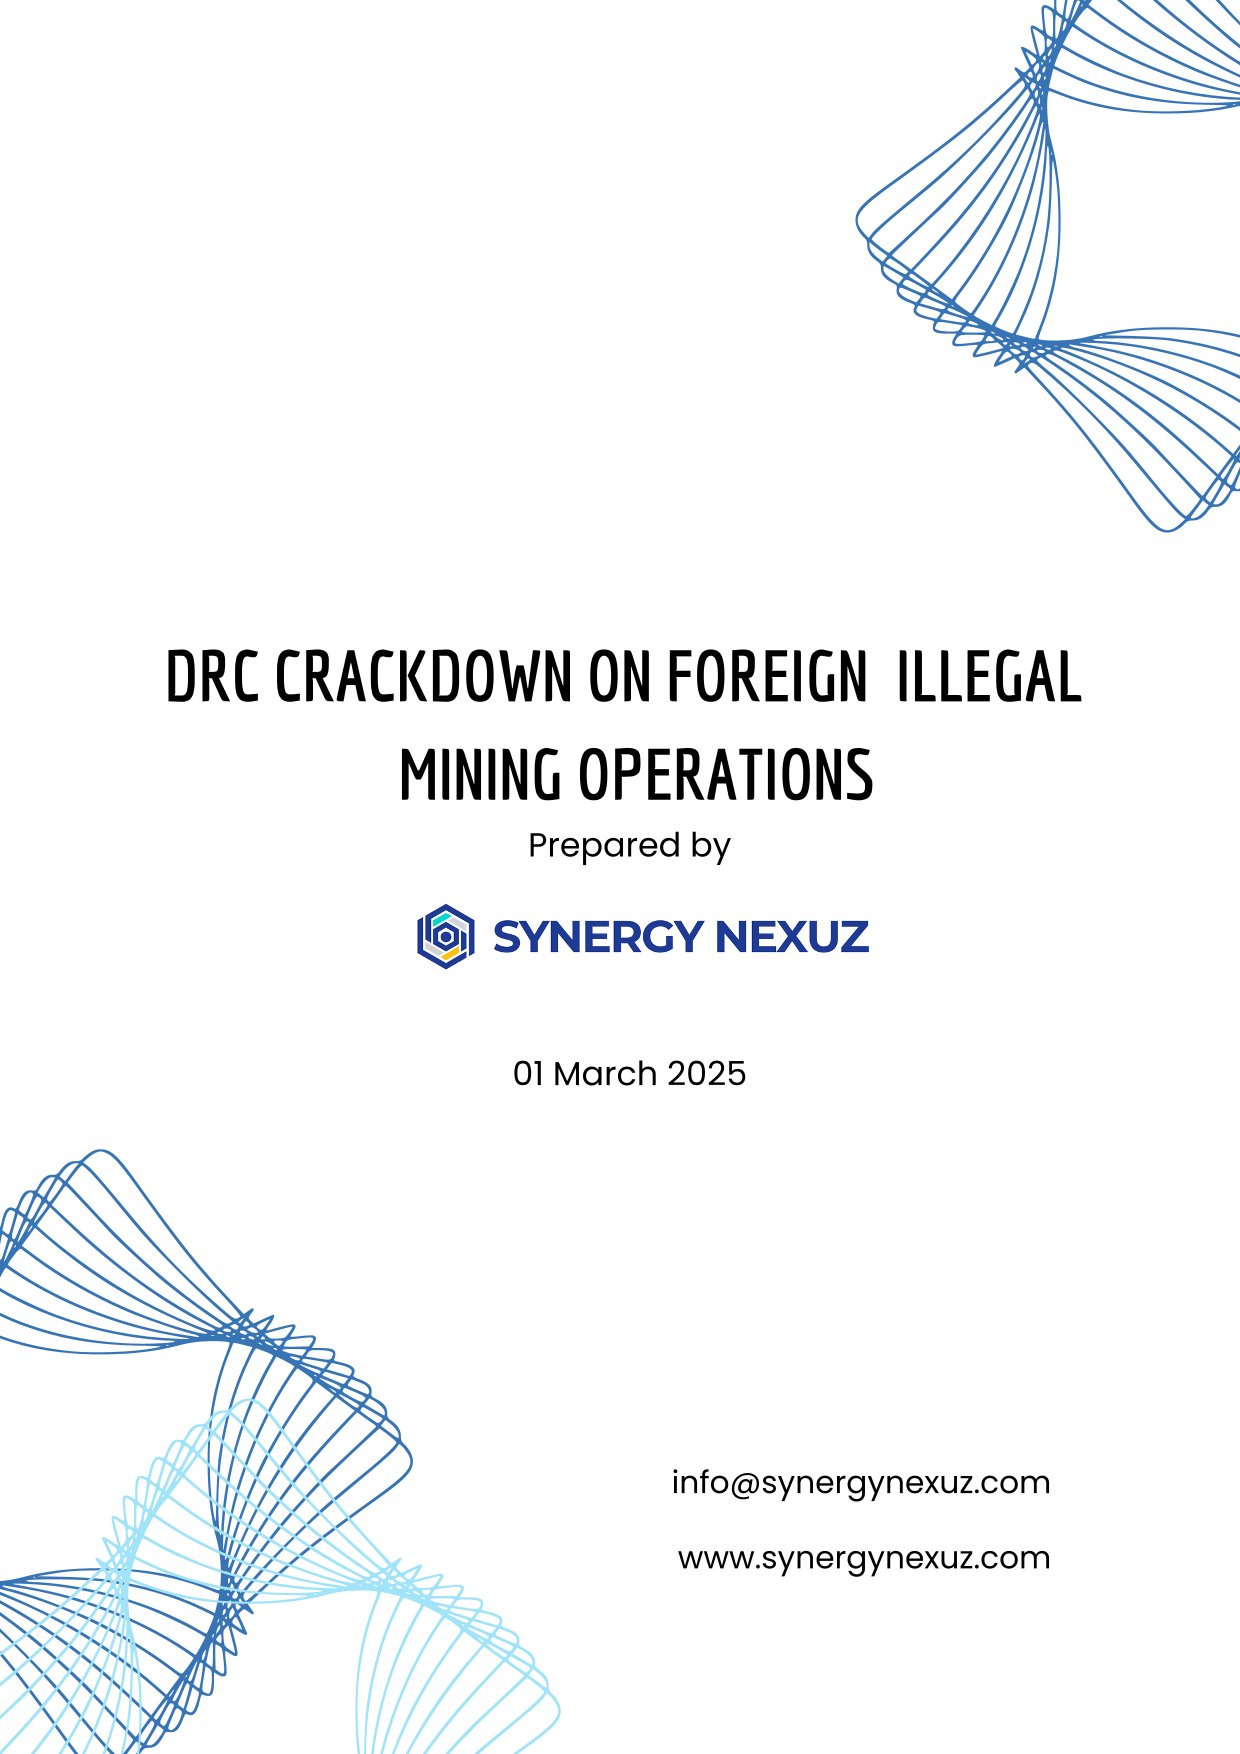 DRC CRACKDOWN ON FOREIGN  ILLEGAL
MINING OPERATIONS
Prepared by
SYNERGY NEXUZ
01 March 2025
info@synergynexuz.com
www.synergynexuz.com